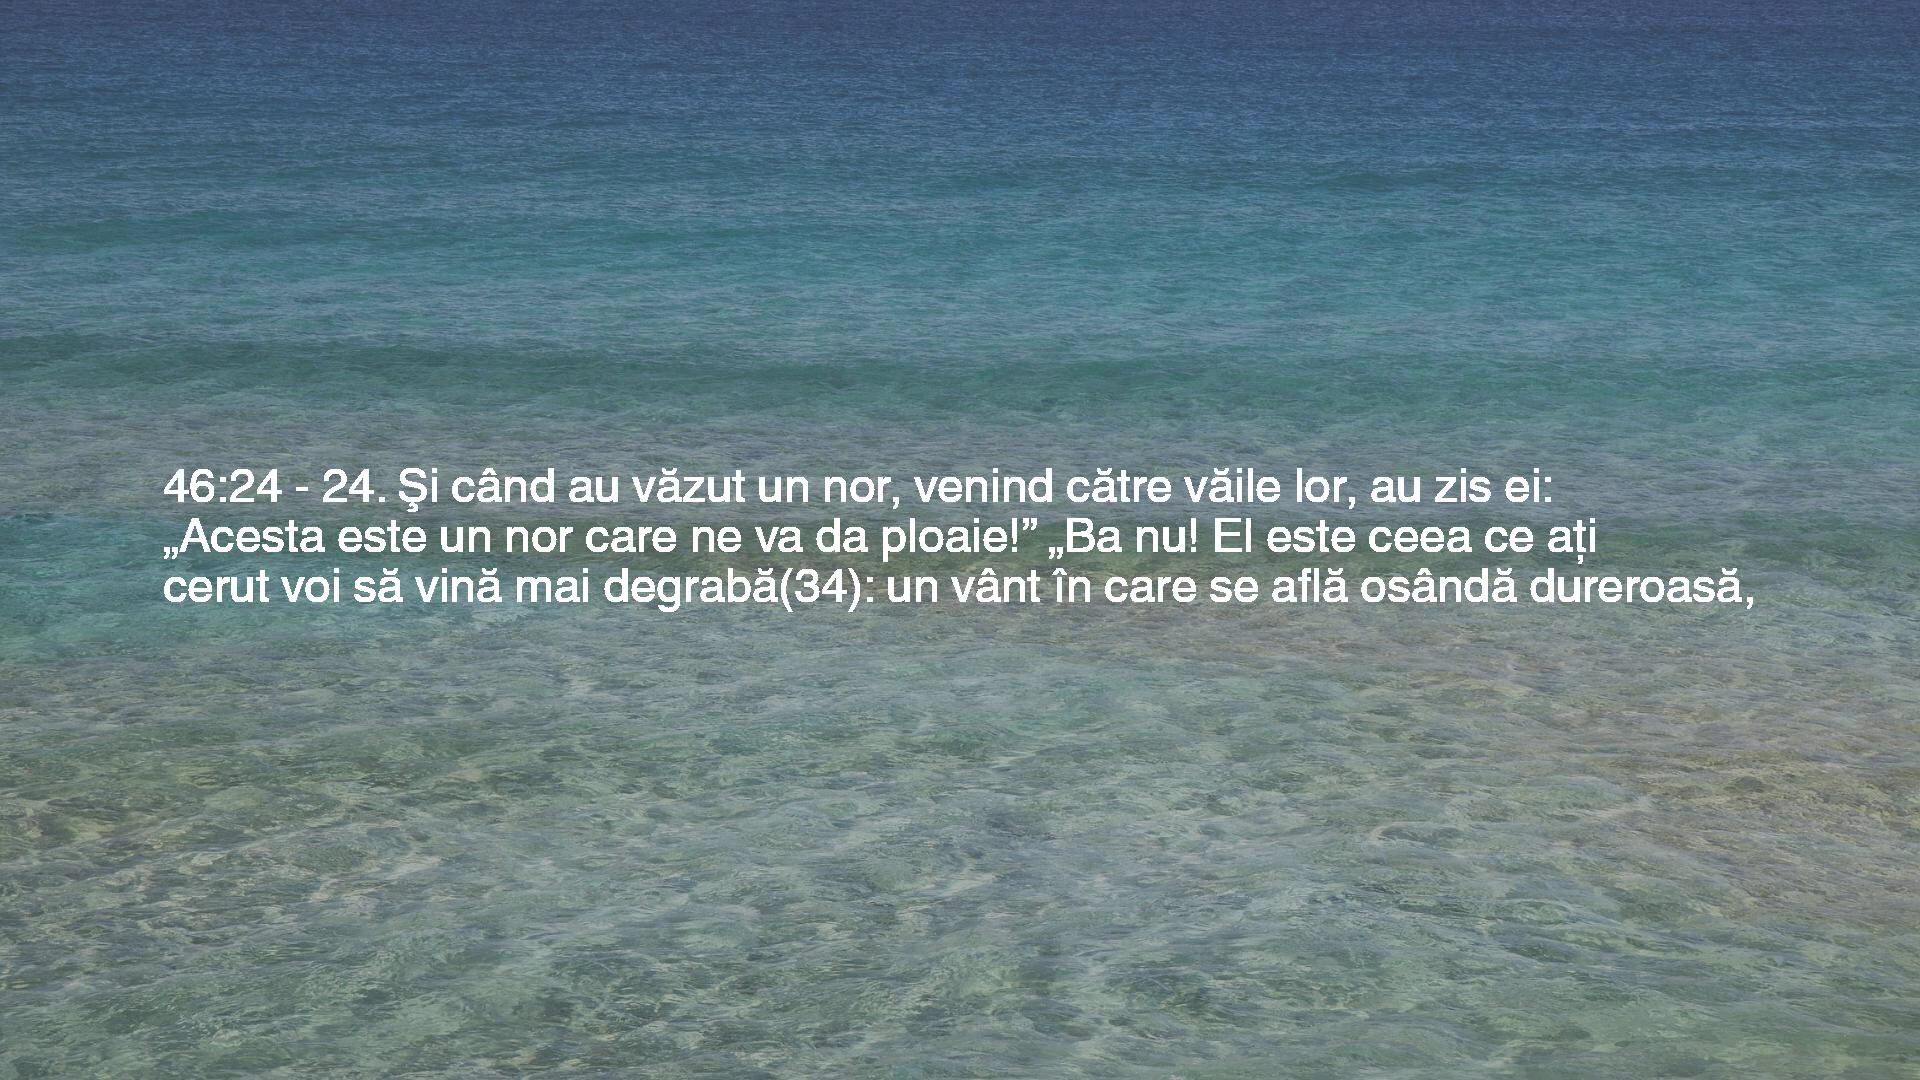 46:24 - 24. Şi când au văzut un nor, venind către văile lor, au zis ei:
„Acesta este un nor care ne va da ploaie!” „Ba nu! El este ceea ce ați
cerut voi să vină mai degrabă(34): un vânt în care se află osândă dureroasă,